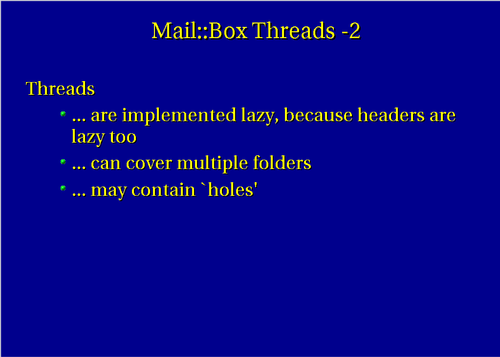 Mail::Box Threads -2
Threads
... are implemented lazy, because headers are
lazy too
... can cover multiple folders
... may contain `holes'